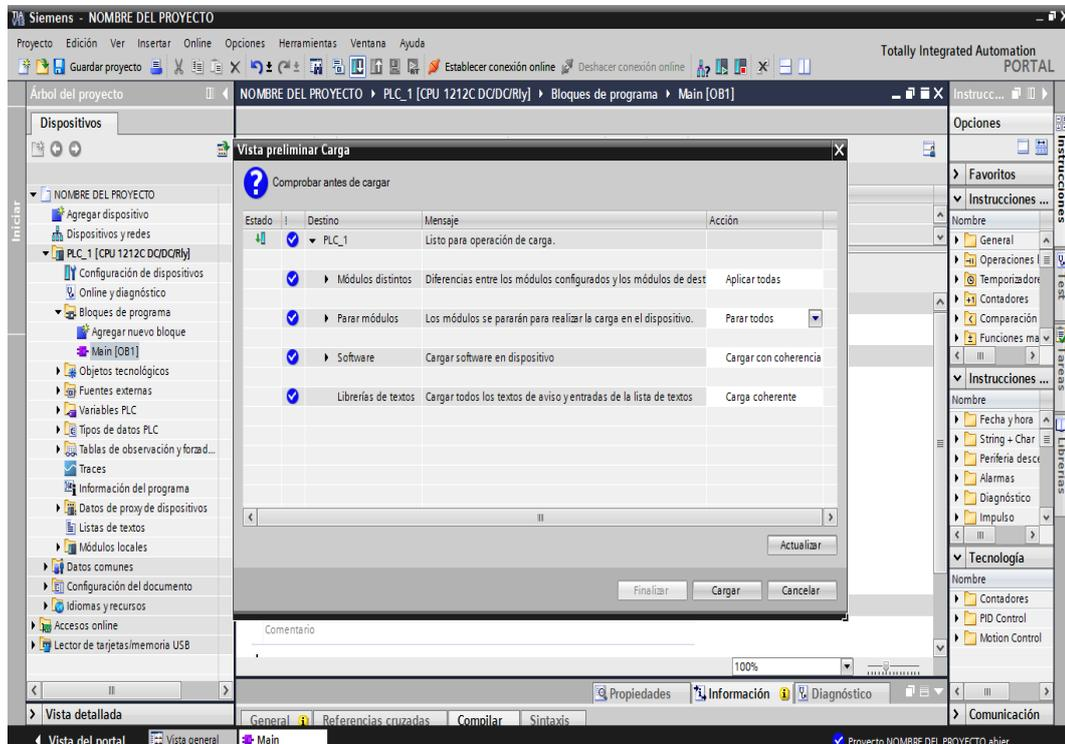 Siemens - NOMBRE DEL PROYECTO
Proyecto Edición Ver Insertar Online Opciones Herramientas Ventana Ayuda
Totally Integrated Automation
PORTAL
Guardar proyecto
Establecer conexión online
Deshacer conexión online
Árbol del proyecto
NOMBRE DEL PROYECTO PLC_1 [CPU 1212C DC/DC/Rly] Bloques de programa Main [OB1]
Instrucc...
Dispositivos
Opciones
Iniciar
NOMBRE DEL PROYECTO
Agregar dispositivo
Dispositivos y redes
PLC_1 [CPU 1212C DC/DC/Rly]
Configuración de dispositivos
Online y diagnóstico
Bloques de programa
Agregar nuevo bloque
Main [OB1]
Objetos tecnológicos
Fuentes externas
Variables PLC
Tipos de datos PLC
Tablas de observación y forzad...
Traces
Información del programa
Datos de proxy de dispositivos
Listas de textos
Módulos locales
Datos comunes
Configuración del documento
Idiomas y recursos
Accesos online
Lector de tarjetas/memoria USB
Vista detallada
Vista preliminar Carga
? Comprobar antes de cargar
Estado ! Destino Mensaje Acción
PLC_1 Listo para operación de carga.
Módulos distintos Diferencias entre los módulos configurados y los módulos de dest Aplicar todas
Parar módulos Los módulos se pararán para realizar la carga en el dispositivo. Parar todos
Software Cargar software en dispositivo Cargar con coherencia
Librerías de textos Cargar todos los textos de aviso y entradas de la lista de textos Carga coherente
Actualizar
Finalizar Cargar Cancelar
Comentario
100%
Propiedades Información Diagnóstico
General Referencias cruzadas Compilar Sintaxis
Favoritos
Instrucciones ...
Nombre
General
Operaciones l
Temporizadore
Contadores
Comparación
Funciones ma
Instrucciones ...
Nombre
Fecha y hora
String + Char
Periferia desce
Alarmas
Diagnóstico
Impulso
Tecnología
Nombre
Contadores
PID Control
Motion Control
Comunicación
Instrucciones
Test
Tareas
Librerías
Vista del portal Vista general Main
Proyecto NOMBRE DEL PROYECTO abier